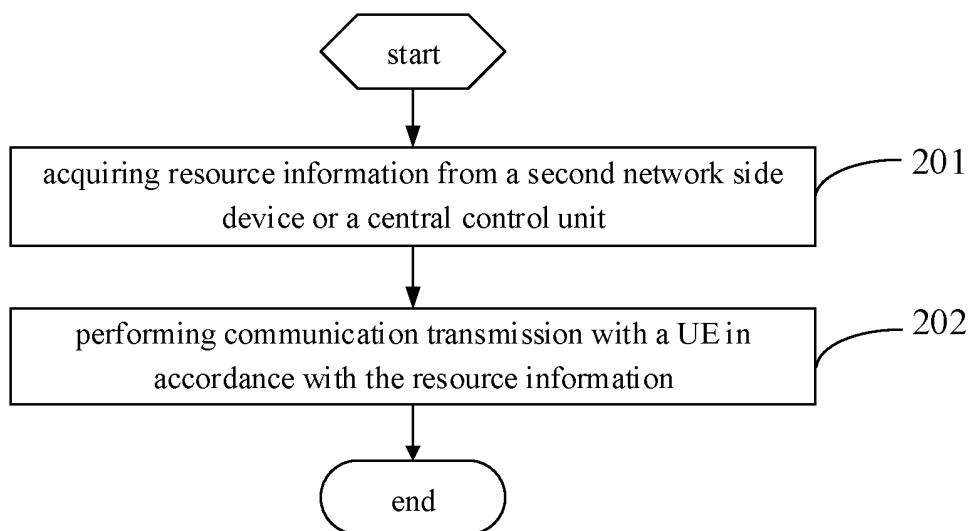 start
acquiring resource information from a second network side
device or a central control unit
201
performing communication transmission with a UE in
accordance with the resource information
202
end